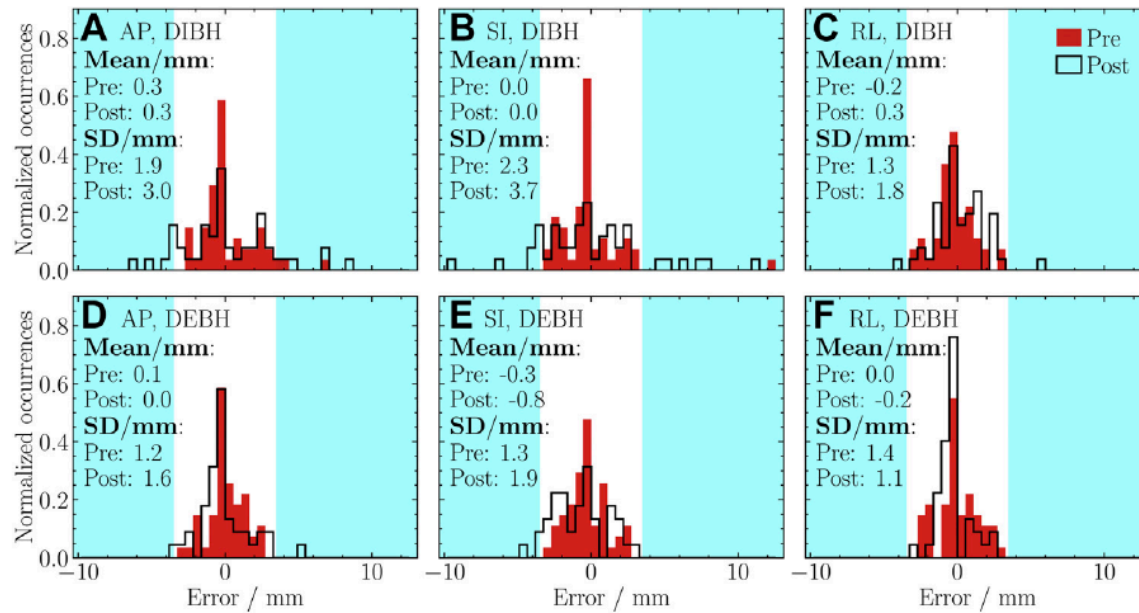 A AP, DIBH
Mean/mm:
Pre: 0.3
Post: 0.3
SD/mm:
Pre: 1.9
Post: 3.0
B SI, DIBH
Mean/mm:
Pre: 0.0
Post: 0.0
SD/mm:
Pre: 2.3
Post: 3.7
C RL, DIBH
Mean/mm:
Pre: -0.2
Post: 0.3
SD/mm:
Pre: 1.3
Post: 1.8
Pre
Post
Normalized occurrences
0.8
0.6
0.4
0.2
0.0
D AP, DEBH
Mean/mm:
Pre: 0.1
Post: 0.0
SD/mm:
Pre: 1.2
Post: 1.6
E SI, DEBH
Mean/mm:
Pre: -0.3
Post: -0.8
SD/mm:
Pre: 1.3
Post: 1.9
F RL, DEBH
Mean/mm:
Pre: 0.0
Post: -0.2
SD/mm:
Pre: 1.4
Post: 1.1
Normalized occurrences
0.8
0.6
0.4
0.2
0.0
−10 0 10
−10 0 10
−10 0 10
Error / mm
Error / mm
Error / mm